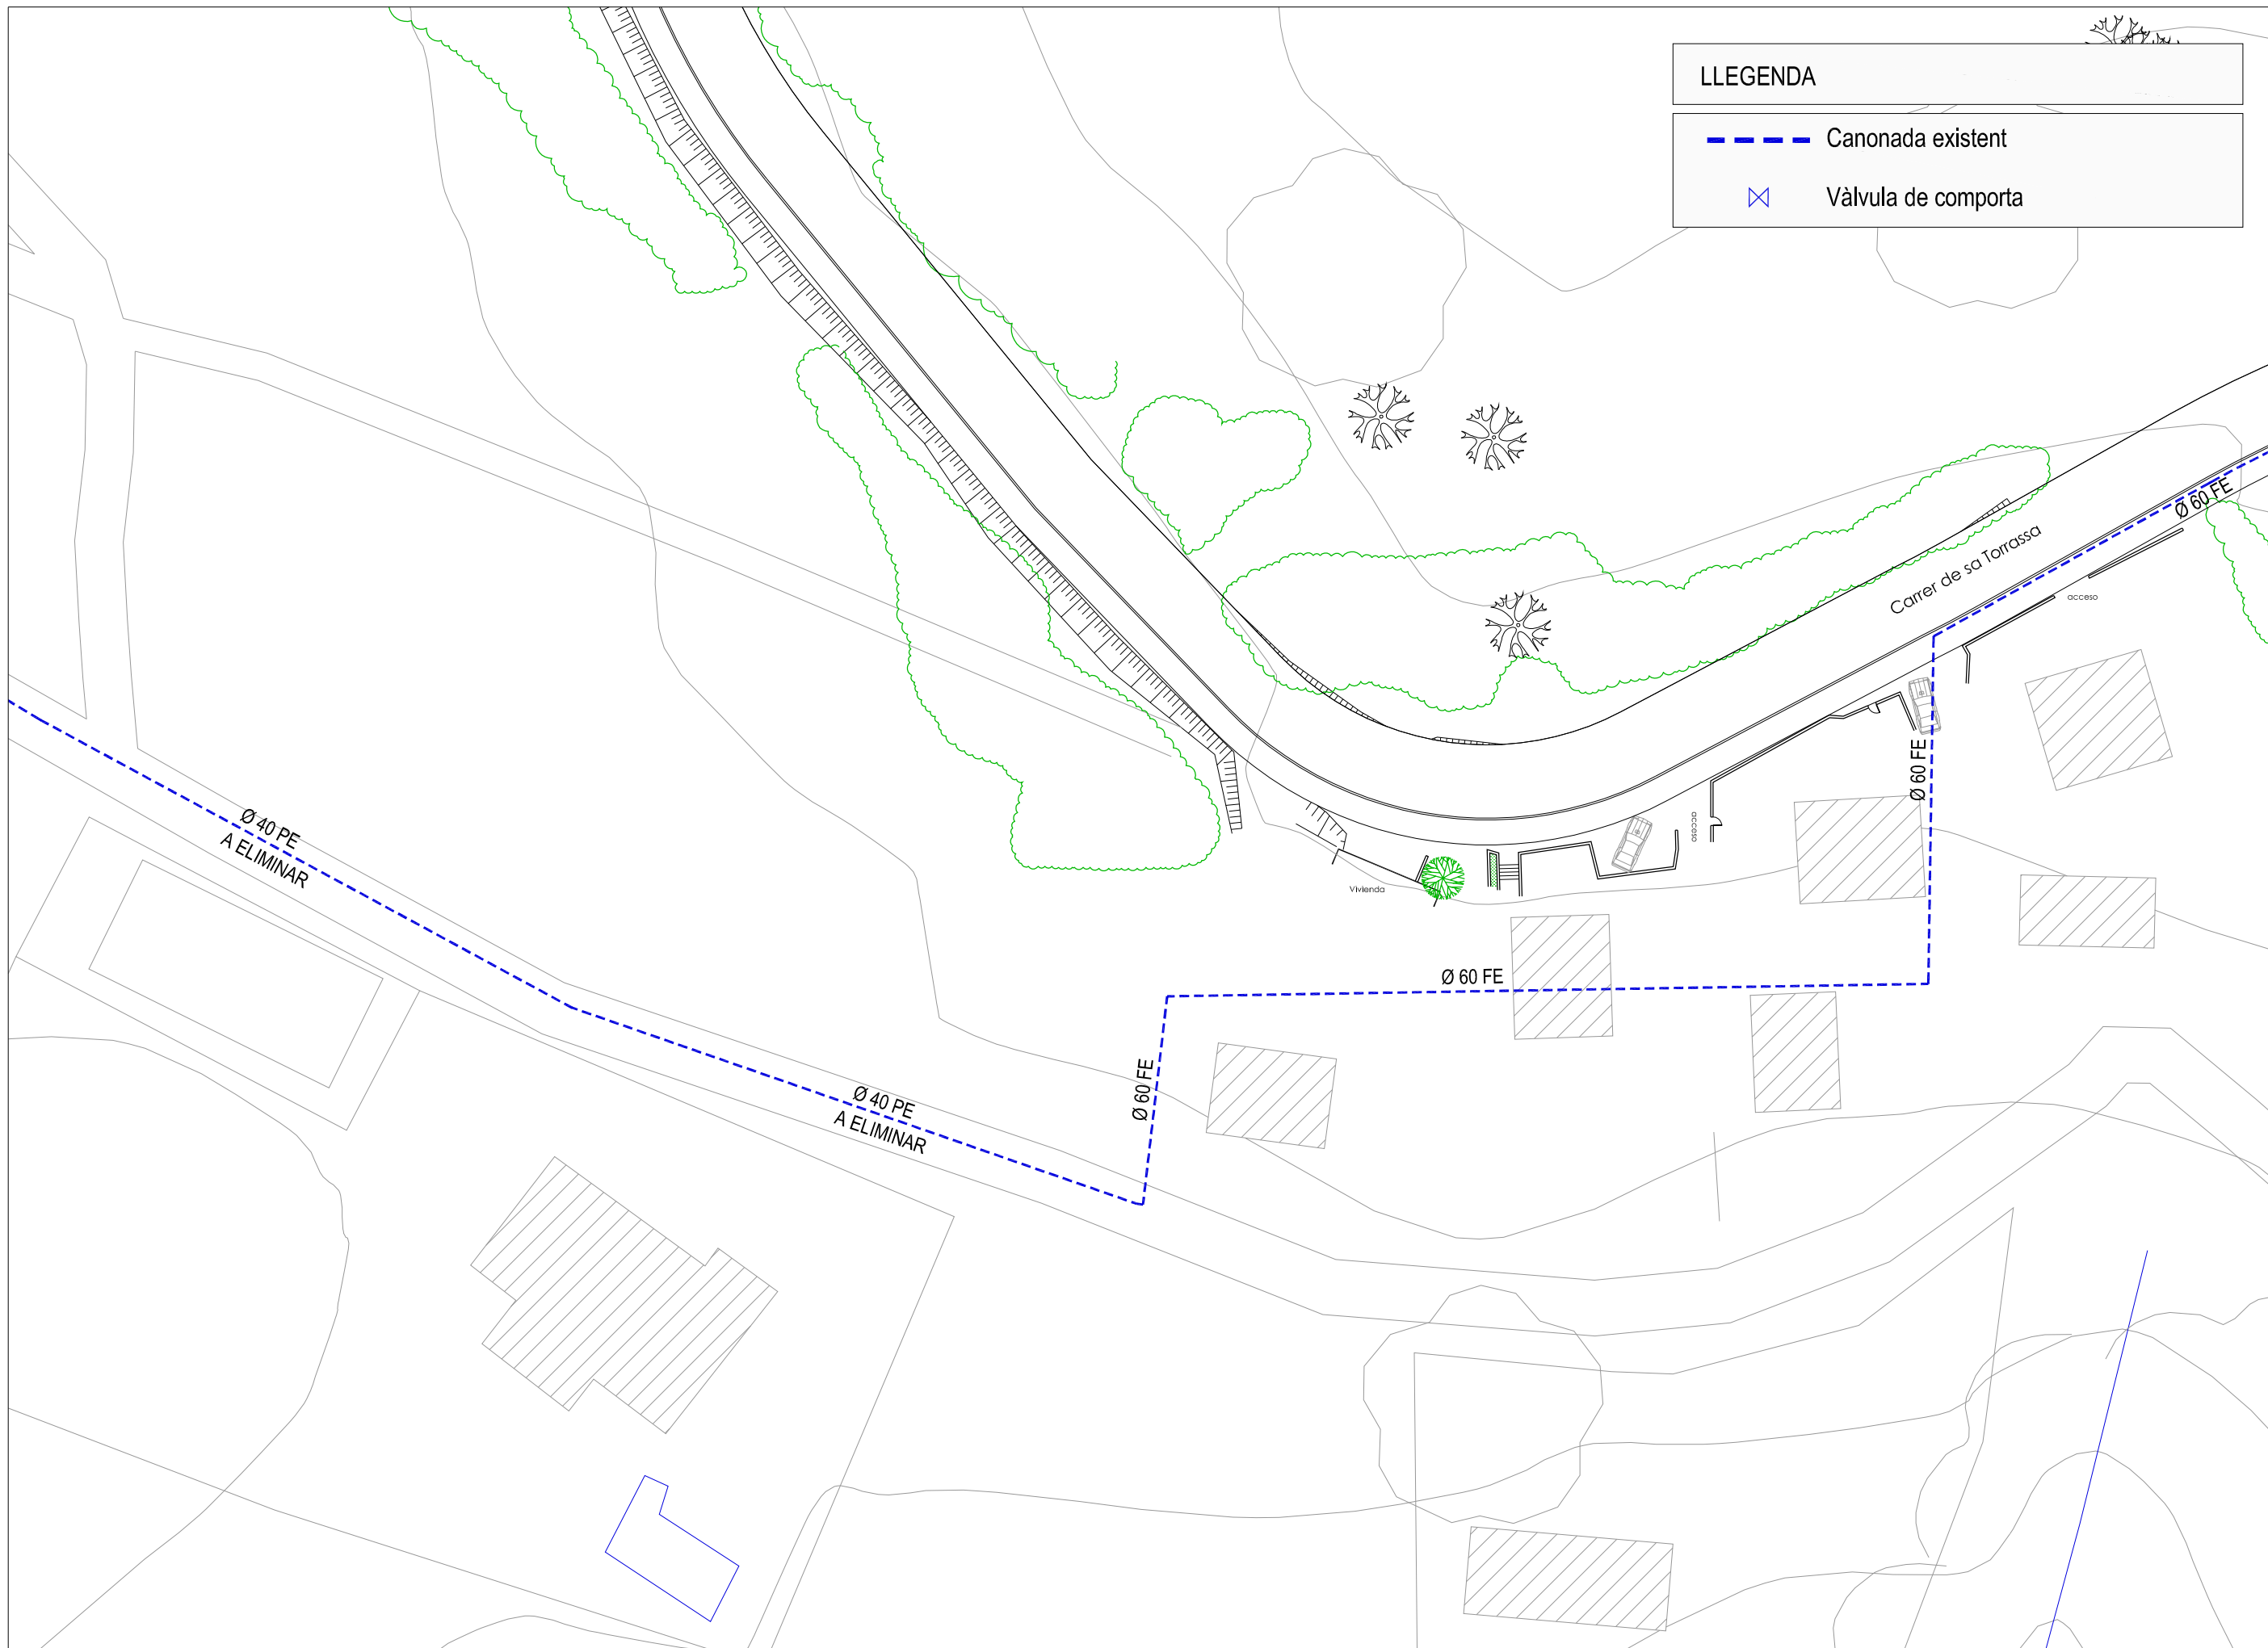 LLEGENDA
Canonada existent
Vàlvula de comporta
Ø 60 FE
Carrer de sa Torrassa
acceso
Ø 60 FE
acceso
Vivienda
Ø 40 PE
A ELIMINAR
Ø 60 FE
Ø 60 FE
Ø 40 PE
A ELIMINAR